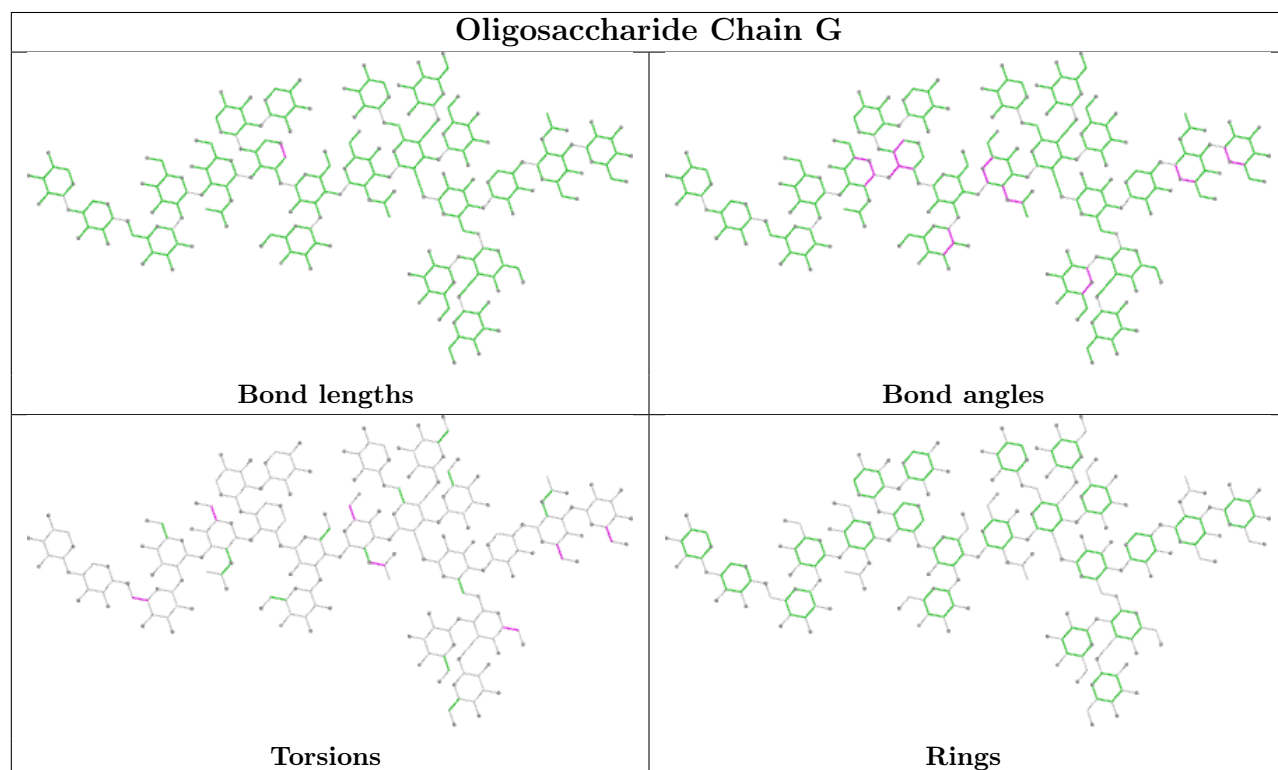 Oligosaccharide Chain G
Bond lengths
Bond angles
Torsions
Rings